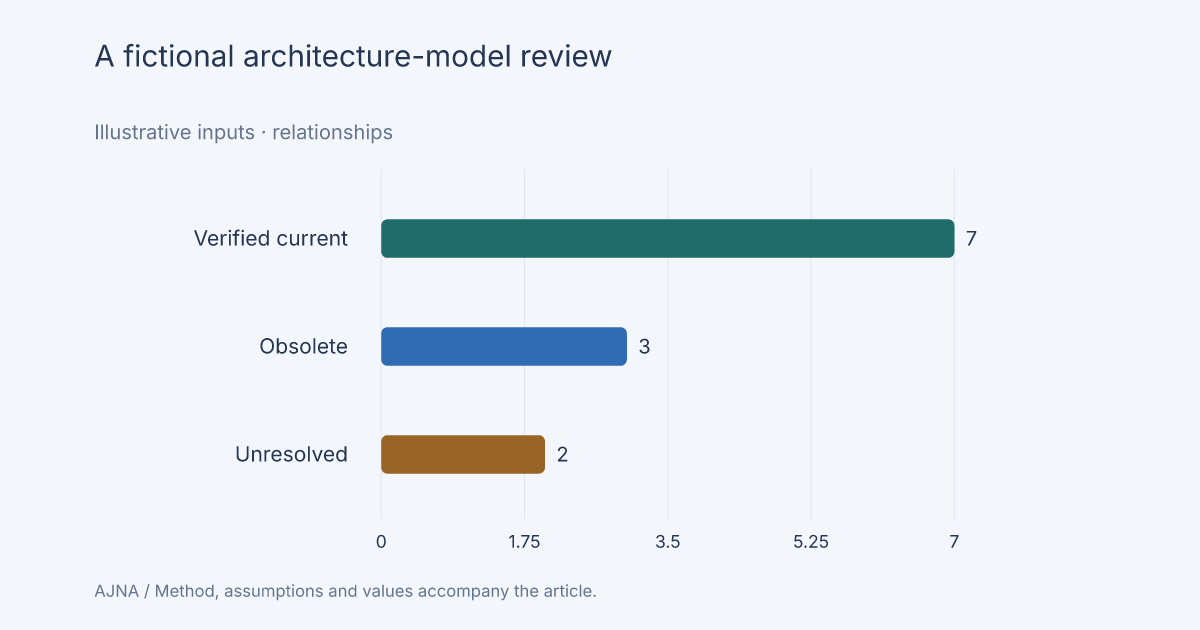 A fictional architecture-model review
Illustrative inputs · relationships
Verified current 7
Obsolete 3
Unresolved 2
0 1.75 3.5 5.25 7
AJNA / Method, assumptions and values accompany the article.